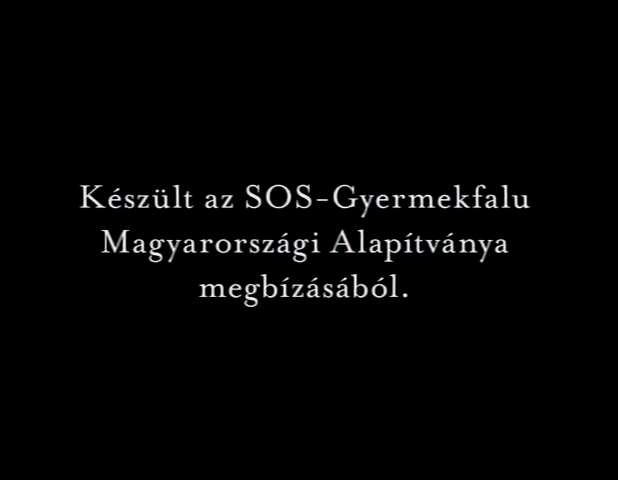 Készült az SOS-Gyermekfalu
Magyarországi Alapítványa
megbízásából.